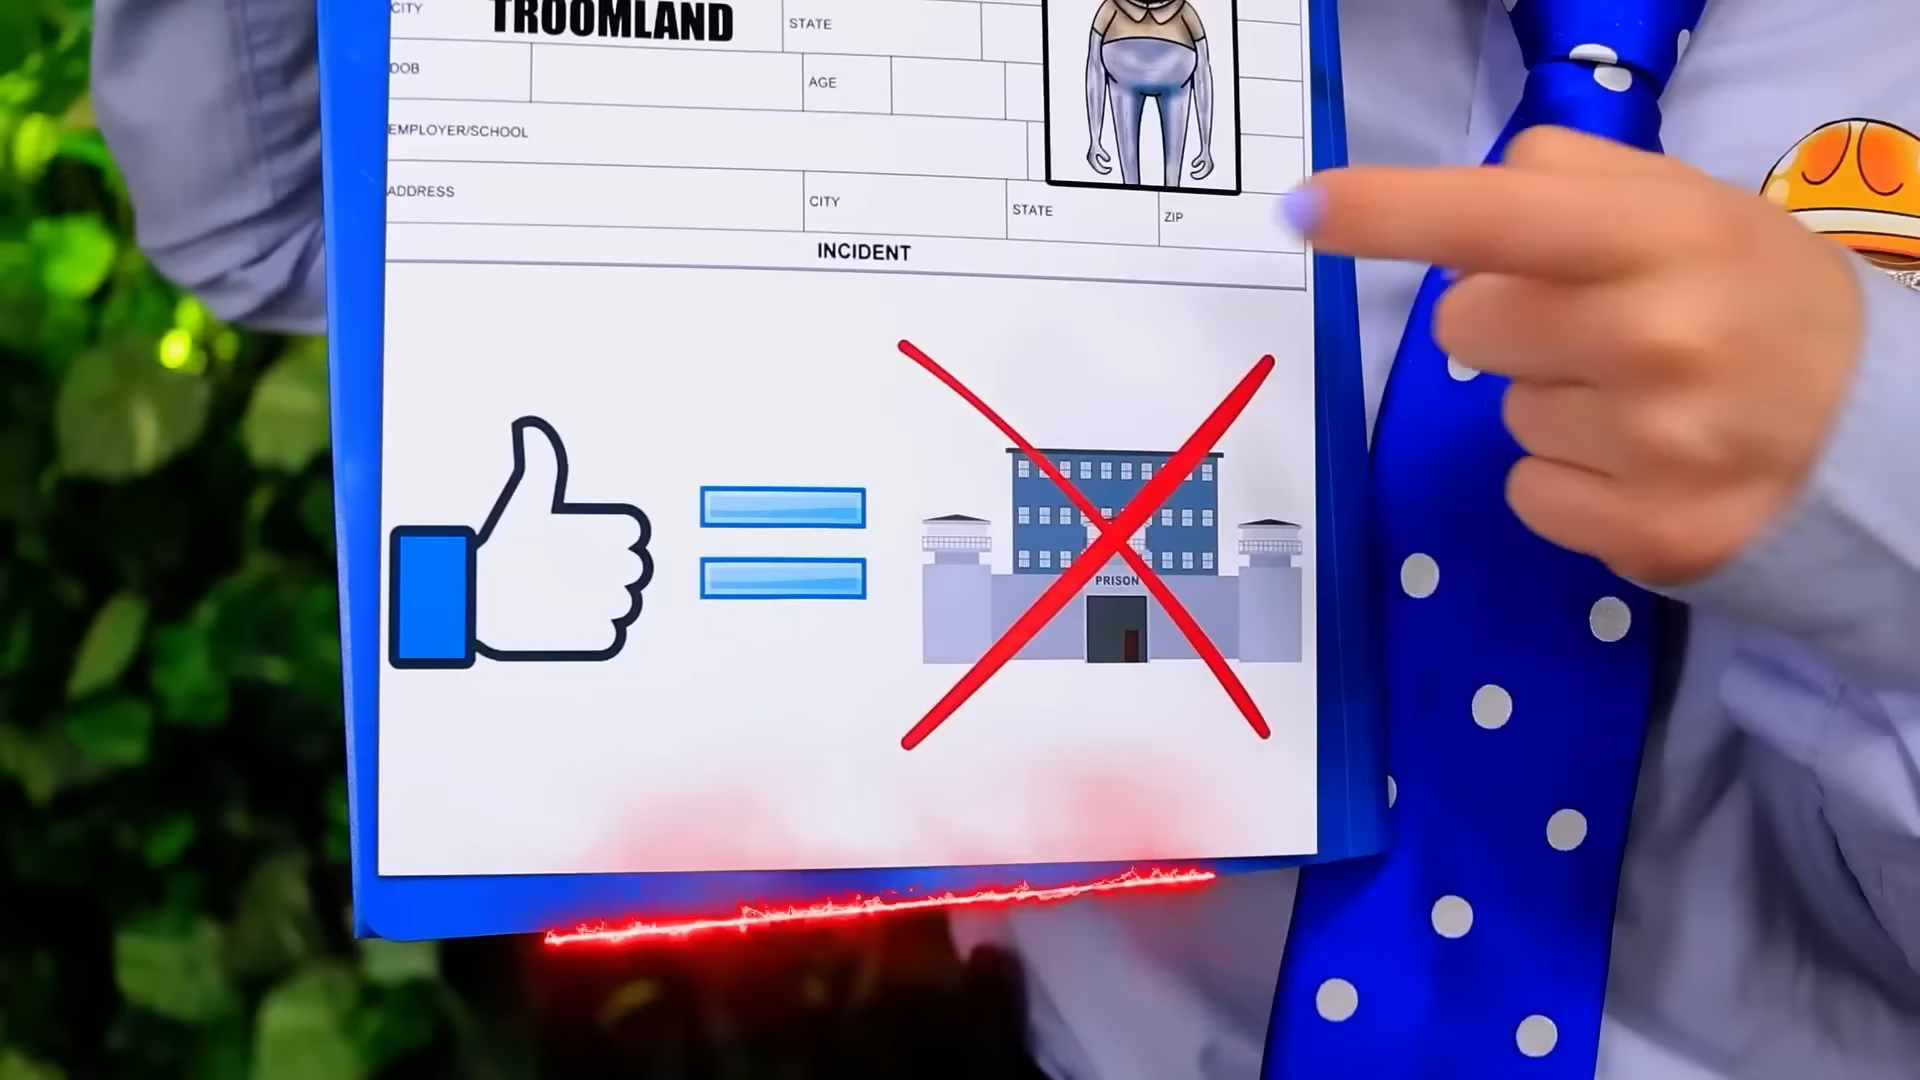 CITY TROOMLAND STATE
DOB AGE
EMPLOYER/SCHOOL
ADDRESS CITY STATE ZIP
INCIDENT
PRISON